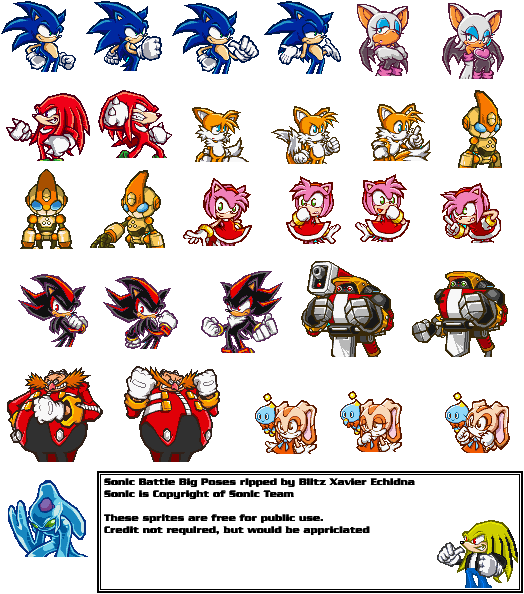 Sonic Battle Big Poses ripped by Blitz Xavier Echidna
Sonic is Copyright of Sonic Team
These sprites are free for public use.
Credit not required, but would be appriciated